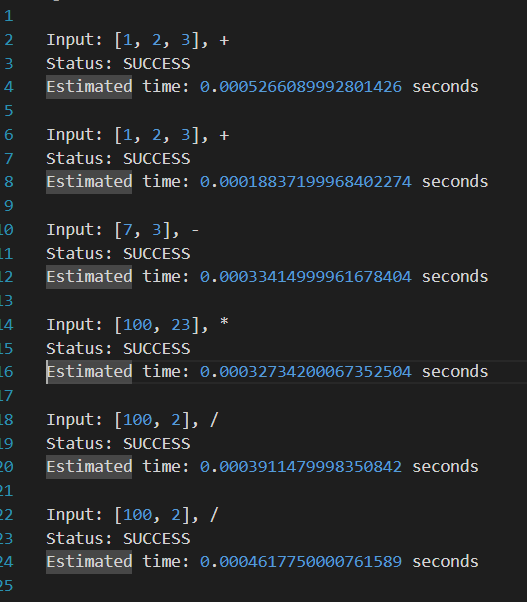 1
2 Input: [1, 2, 3], +
3 Status: SUCCESS
4 Estimated time: 0.0005266089992801426 seconds
5
6 Input: [1, 2, 3], +
7 Status: SUCCESS
8 Estimated time: 0.00018837199968402274 seconds
9
10 Input: [7, 3], -
11 Status: SUCCESS
12 Estimated time: 0.00033414999961678404 seconds
13
14 Input: [100, 23], *
15 Status: SUCCESS
16 Estimated time: 0.00032734200067352504 seconds
17
18 Input: [100, 2], /
19 Status: SUCCESS
20 Estimated time: 0.0003911479998350842 seconds
21
22 Input: [100, 2], /
23 Status: SUCCESS
24 Estimated time: 0.0004617750000761589 seconds
25